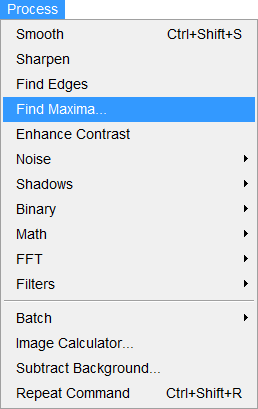 Process
Smooth Ctrl+Shift+S
Sharpen
Find Edges
Find Maxima...
Enhance Contrast
Noise
Shadows
Binary
Math
FFT
Filters
Batch
Image Calculator...
Subtract Background...
Repeat Command Ctrl+Shift+R